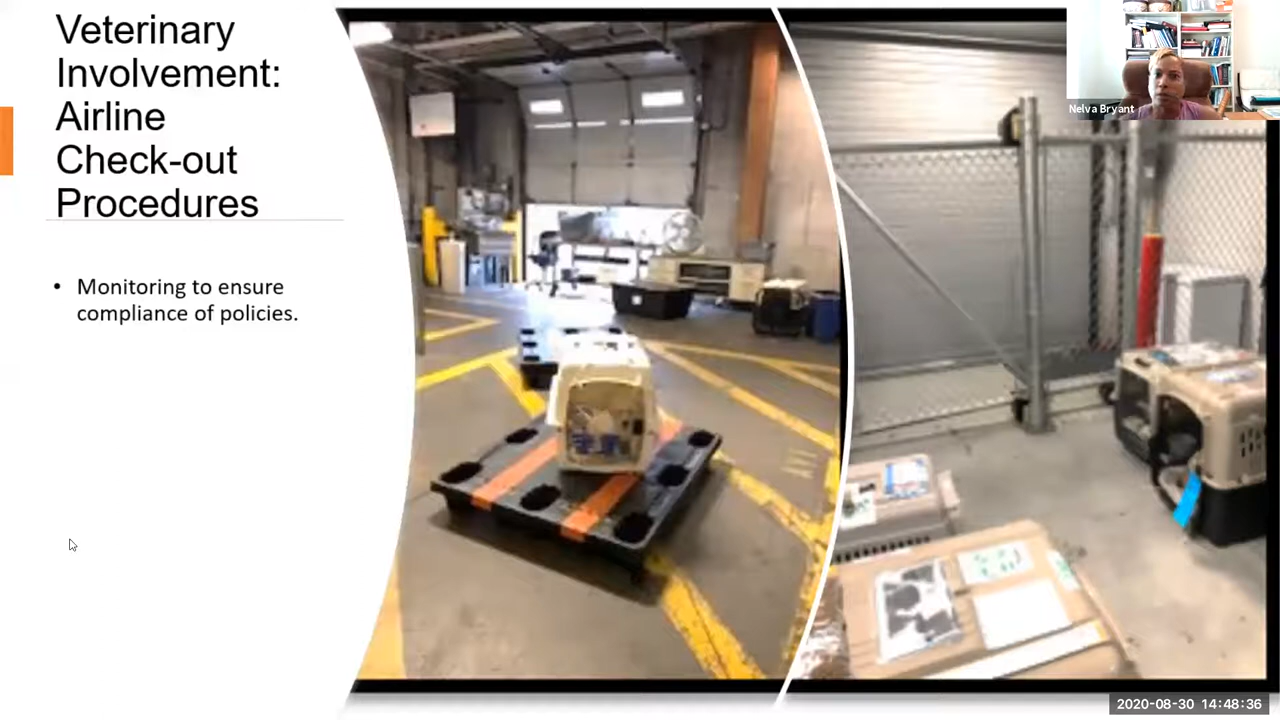 Veterinary
Involvement:
Airline
Check-out
Procedures
• Monitoring to ensure
compliance of policies.
Nelva Bryant
2020-08-30 14:48:36